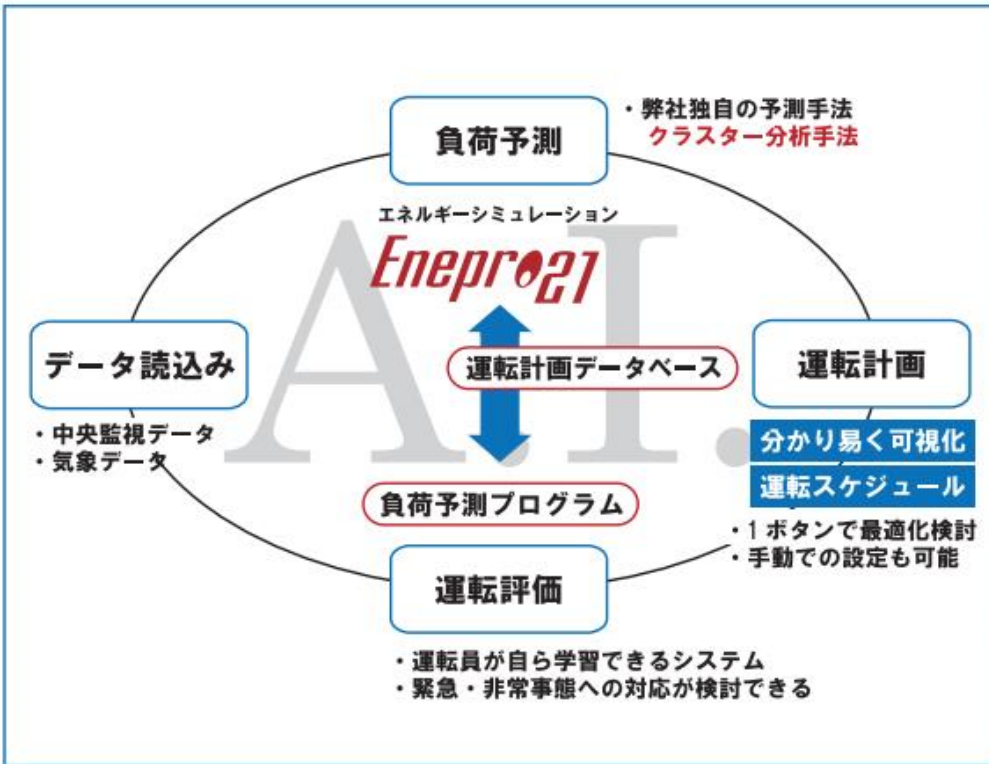 負荷予測
・弊社独自の予測手法
クラスター分析手法
エネルギーシミュレーション
Enepro21
A.I.
データ読込み
・中央監視データ
・気象データ
運転計画データベース
運転計画
分かり易く可視化
運転スケジュール
・1ボタンで最適化検討
・手動での設定も可能
負荷予測プログラム
運転評価
・運転員が自ら学習できるシステム
・緊急・非常事態への対応が検討できる